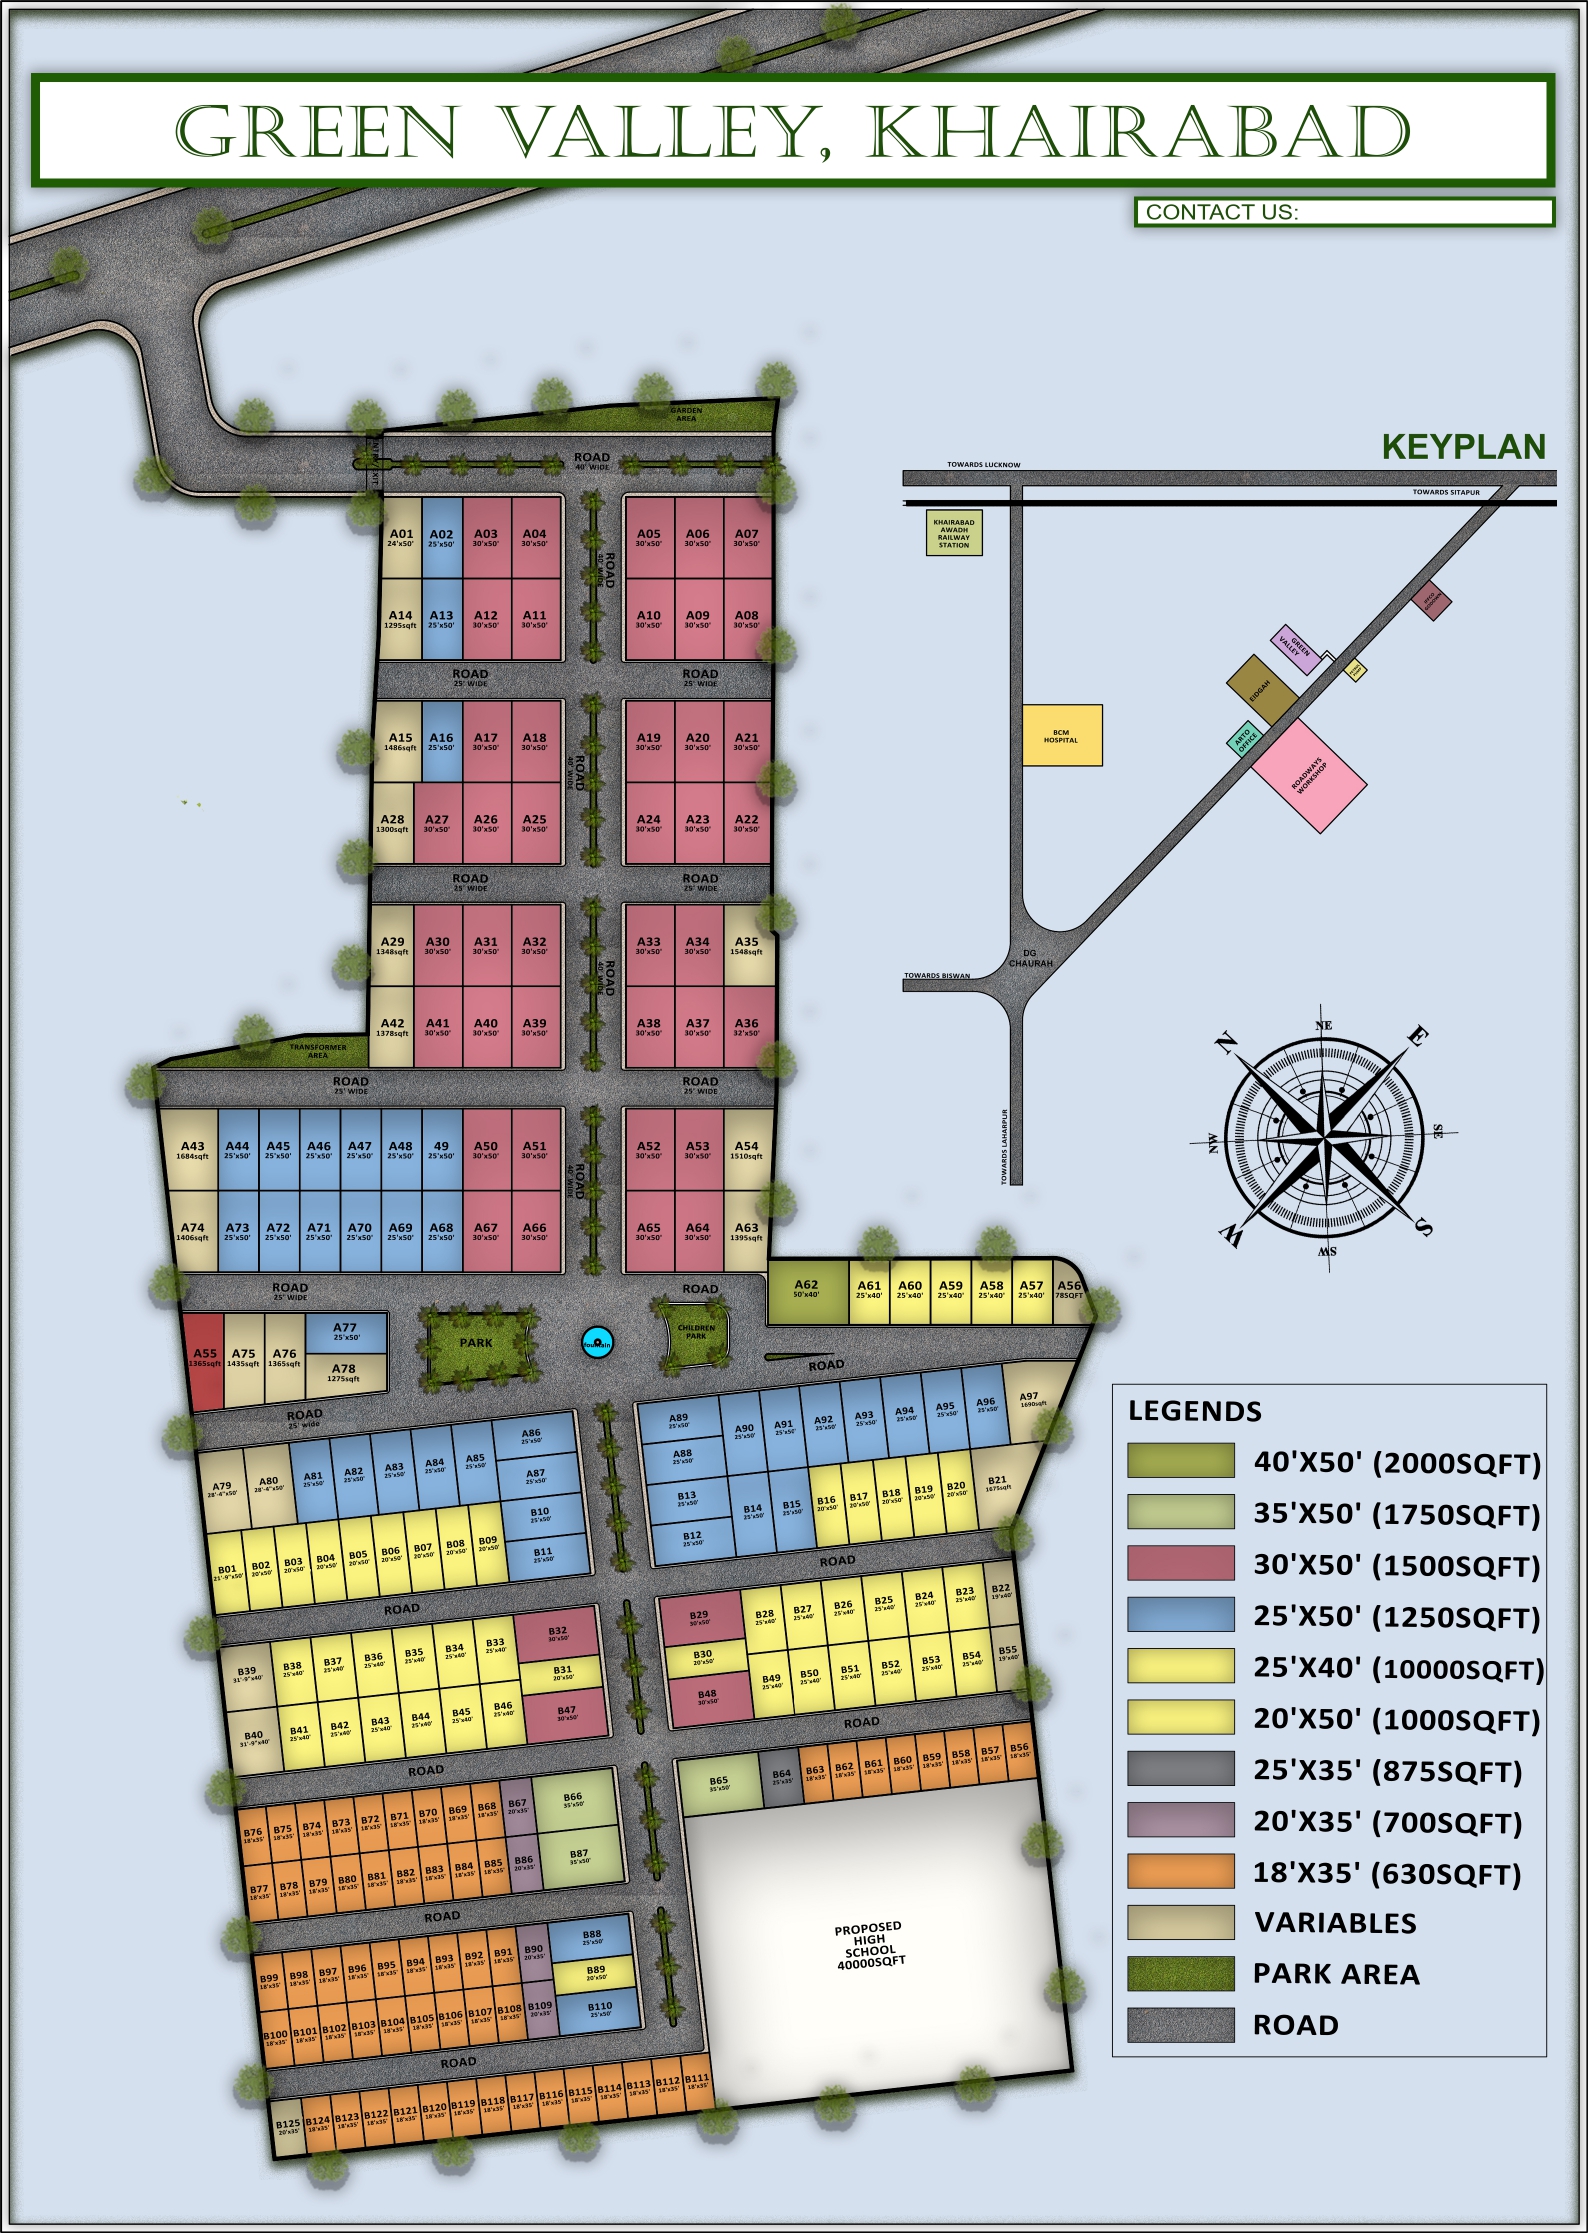 GREEN VALLEY, KHAIRABAD
CONTACT US:
GARDEN
AREA
ROAD
40' WIDE
KEYPLAN
TOWARDS LUCKNOW
TOWARDS SITAPUR
KHAIRABAD
AWADH
RAILWAY
STATION
GREEN
VALLEY
EIDGAH
ARTO
OFFICE
BCM
HOSPITAL
ROADWAYS
WORKSHOP
DG
CHAURAH
TOWARDS BISWAN
TOWARDS LAHARPUR
N
NE
E
SE
S
SW
W
NW
A01
24'x50'
A02
25'x50'
A03
30'x50'
A04
30'x50'
ROAD
40' WIDE
A05
30'x50'
A06
30'x50'
A07
30'x50'
A14
1295sqft
A13
25'x50'
A12
30'x50'
A11
30'x50'
A10
30'x50'
A09
30'x50'
A08
30'x50'
ROAD
25' WIDE
ROAD
25' WIDE
A15
1486sqft
A16
25'x50'
A17
30'x50'
A18
30'x50'
ROAD
40' WIDE
A19
30'x50'
A20
30'x50'
A21
30'x50'
A28
1300sqft
A27
30'x50'
A26
30'x50'
A25
30'x50'
A24
30'x50'
A23
30'x50'
A22
30'x50'
ROAD
25' WIDE
ROAD
25' WIDE
A29
1348sqft
A30
30'x50'
A31
30'x50'
A32
30'x50'
ROAD
40' WIDE
A33
30'x50'
A34
30'x50'
A35
1548sqft
A42
1378sqft
A41
30'x50'
A40
30'x50'
A39
30'x50'
A38
30'x50'
A37
30'x50'
A36
32'x50'
TRANSFORMER
AREA
ROAD
25' WIDE
ROAD
25' WIDE
A43
1684sqft
A44
25'x50'
A45
25'x50'
A46
25'x50'
A47
25'x50'
A48
25'x50'
49
25'x50'
A50
30'x50'
A51
30'x50'
ROAD
40' WIDE
A52
30'x50'
A53
30'x50'
A54
1510sqft
A74
1406sqft
A73
25'x50'
A72
25'x50'
A71
25'x50'
A70
25'x50'
A69
25'x50'
A68
25'x50'
A67
30'x50'
A66
30'x50'
A65
30'x50'
A64
30'x50'
A63
1395sqft
ROAD
25' WIDE
ROAD
A62
50'x40'
A61
25'x40'
A60
25'x40'
A59
25'x40'
A58
25'x40'
A57
25'x40'
A56
78SQFT
A55
1365sqft
A75
1435sqft
A76
1365sqft
A77
25'x50'
A78
1275sqft
PARK
fountain
CHILDREN
PARK
ROAD
ROAD
25' wide
A79
28'-4"x50'
A80
28'-4"x50'
A81
25'x50'
A82
25'x50'
A83
25'x50'
A84
25'x50'
A85
25'x50'
A86
25'x50'
A87
25'x50'
A89
25'x50'
A88
25'x50'
A90
25'x50'
A91
25'x50'
A92
25'x50'
A93
25'x50'
A94
25'x50'
A95
25'x50'
A96
25'x50'
A97
1690sqft
B01
21'-9"x50'
B02
20'x50'
B03
20'x50'
B04
20'x50'
B05
20'x50'
B06
20'x50'
B07
20'x50'
B08
20'x50'
B09
20'x50'
B10
25'x50'
B11
25'x50'
B13
25'x50'
B12
25'x50'
B14
25'x50'
B15
25'x50'
B16
20'x50'
B17
20'x50'
B18
20'x50'
B19
20'x50'
B20
20'x50'
B21
1675sqft
ROAD
ROAD
B39
31'-9"x40'
B38
25'x40'
B37
25'x40'
B36
25'x40'
B35
25'x40'
B34
25'x40'
B33
25'x40'
B32
30'x50'
B31
20'x50'
B47
30'x50'
B29
30'x50'
B30
20'x50'
B48
30'x50'
B28
25'x40'
B27
25'x40'
B26
25'x40'
B25
25'x40'
B24
25'x40'
B23
25'x40'
B22
19'x40'
B40
31'-9"x40'
B41
25'x40'
B42
25'x40'
B43
25'x40'
B44
25'x40'
B45
25'x40'
B46
25'x40'
B49
25'x40'
B50
25'x40'
B51
25'x40'
B52
25'x40'
B53
25'x40'
B54
25'x40'
B55
19'x40'
ROAD
ROAD
B76
18'x35'
B75
18'x35'
B74
18'x35'
B73
18'x35'
B72
18'x35'
B71
18'x35'
B70
18'x35'
B69
18'x35'
B68
18'x35'
B67
20'x35'
B66
35'x50'
B65
35'x50'
B64
25'x35'
B63
18'x35'
B62
18'x35'
B61
18'x35'
B60
18'x35'
B59
18'x35'
B58
18'x35'
B57
18'x35'
B56
18'x35'
B77
18'x35'
B78
18'x35'
B79
18'x35'
B80
18'x35'
B81
18'x35'
B82
18'x35'
B83
18'x35'
B84
18'x35'
B85
18'x35'
B86
20'x35'
B87
35'x50'
ROAD
B99
18'x35'
B98
18'x35'
B97
18'x35'
B96
18'x35'
B95
18'x35'
B94
18'x35'
B93
18'x35'
B92
18'x35'
B91
18'x35'
B90
20'x35'
B88
25'x50'
B89
20'x50'
B110
25'x50'
B100
18'x35'
B101
18'x35'
B102
18'x35'
B103
18'x35'
B104
18'x35'
B105
18'x35'
B106
18'x35'
B107
18'x35'
B108
18'x35'
B109
20'x35'
PROPOSED
HIGH
SCHOOL
40000SQFT
ROAD
B125
20'x35'
B124
18'x35'
B123
18'x35'
B122
18'x35'
B121
18'x35'
B120
18'x35'
B119
18'x35'
B118
18'x35'
B117
18'x35'
B116
18'x35'
B115
18'x35'
B114
18'x35'
B113
18'x35'
B112
18'x35'
B111
18'x35'
LEGENDS
40'X50' (2000SQFT)
35'X50' (1750SQFT)
30'X50' (1500SQFT)
25'X50' (1250SQFT)
25'X40' (10000SQFT)
20'X50' (1000SQFT)
25'X35' (875SQFT)
20'X35' (700SQFT)
18'X35' (630SQFT)
VARIABLES
PARK AREA
ROAD